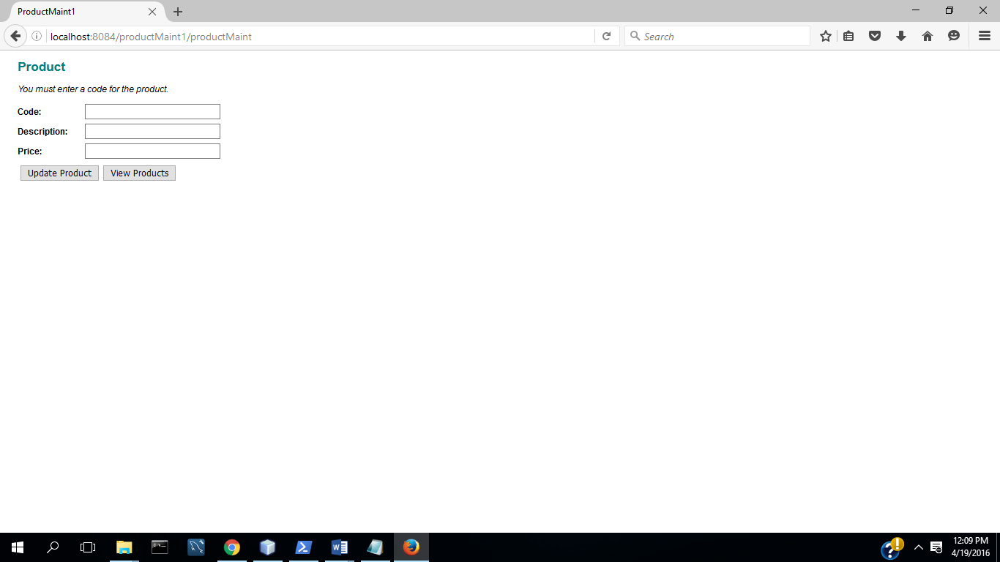 ProductMaint1
localhost:8084/productMaint1/productMaint
Search
Product
You must enter a code for the product.
Code:
Description:
Price:
Update Product View Products
12:09 PM
4/19/2016